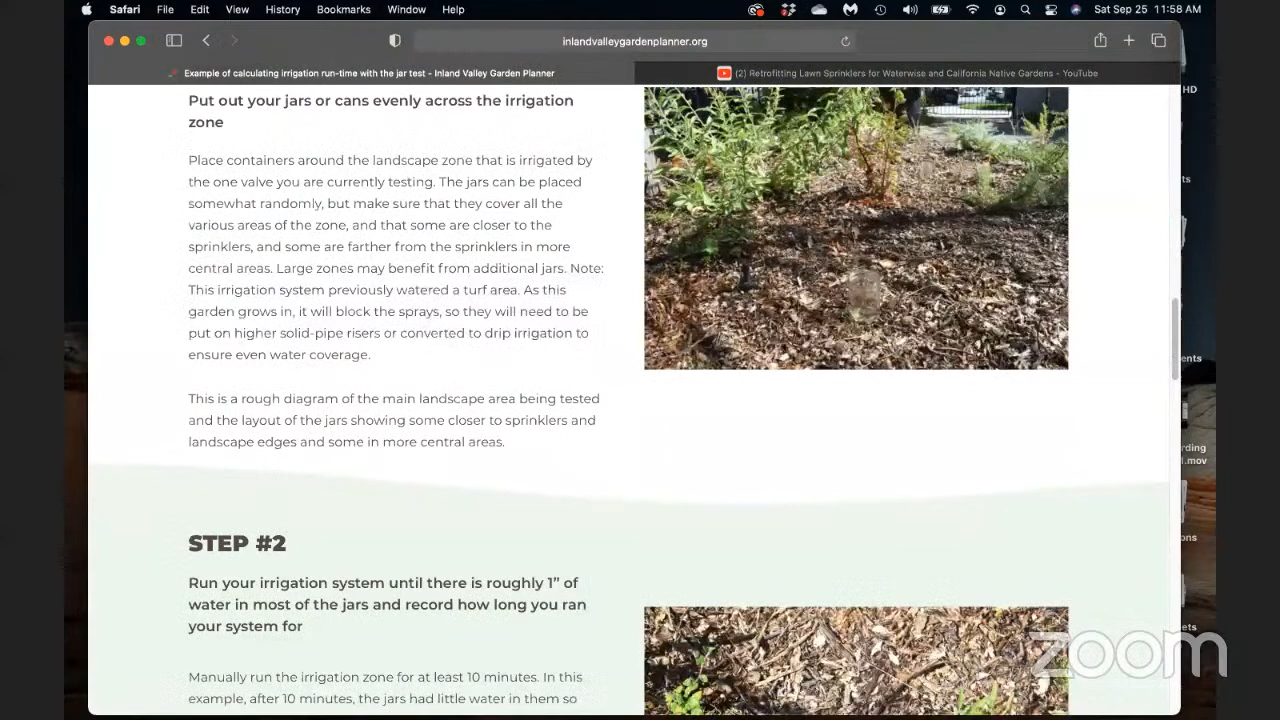 Safari File Edit View History Bookmarks Window Help
Sat Sep 25 11:58 AM
inlandvalleygardenplanner.org
Example of calculating irrigation run-time with the jar test - Inland Valley Garden Planner
(2) Retrofitting Lawn Sprinklers for Waterwise and California Native Gardens - YouTube
HD
Put out your jars or cans evenly across the irrigation
zone
Place containers around the landscape zone that is irrigated by
the one valve you are currently testing. The jars can be placed
ts
somewhat randomly, but make sure that they cover all the
various areas of the zone, and that some are closer to the
sprinklers, and some are farther from the sprinklers in more
central areas. Large zones may benefit from additional jars. Note:
This irrigation system previously watered a turf area. As this
garden grows in, it will block the sprays, so they will need to be
put on higher solid-pipe risers or converted to drip irrigation to
ensure even water coverage.
ents
This is a rough diagram of the main landscape area being tested
and the layout of the jars showing some closer to sprinklers and
landscape edges and some in more central areas.
rding
l.mov
STEP #2
ons
Run your irrigation system until there is roughly 1” of
water in most of the jars and record how long you ran
your system for
ets
zoom
Manually run the irrigation zone for at least 10 minutes. In this
example, after 10 minutes, the jars had little water in them so